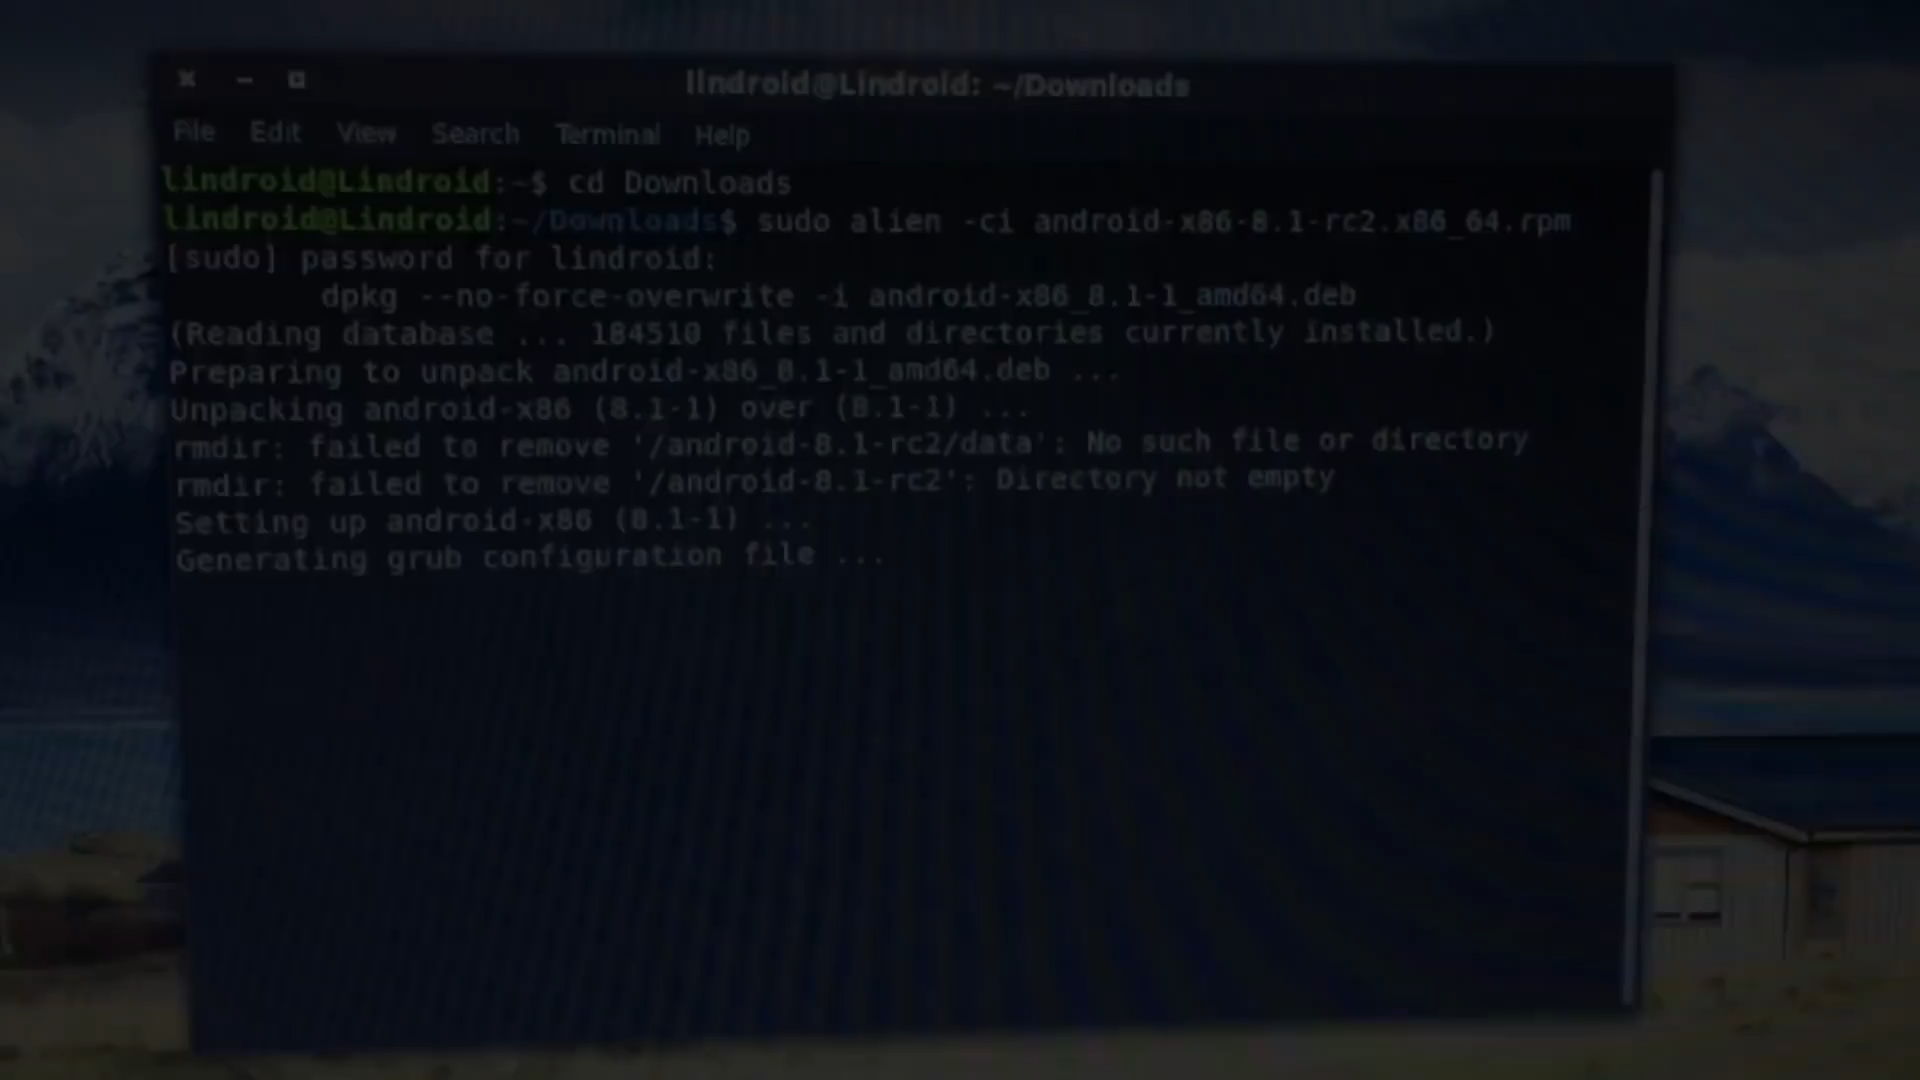 lindroid@Lindroid: ~/Downloads
File Edit View Search Terminal Help
lindroid@Lindroid:~$ cd Downloads
lindroid@Lindroid:~/Downloads$ sudo alien -ci android-x86-8.1-rc2.x86_64.rpm
[sudo] password for lindroid:
dpkg --no-force-overwrite -i android-x86_8.1-1_amd64.deb
(Reading database ... 184510 files and directories currently installed.)
Preparing to unpack android-x86_8.1-1_amd64.deb ...
Unpacking android-x86 (8.1-1) over (8.1-1) ...
rmdir: failed to remove '/android-8.1-rc2/data': No such file or directory
rmdir: failed to remove '/android-8.1-rc2': Directory not empty
Setting up android-x86 (8.1-1) ...
Generating grub configuration file ...